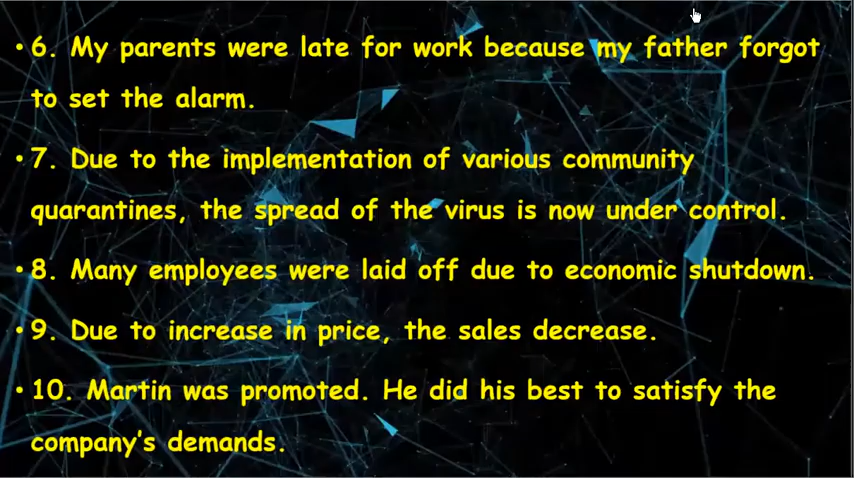 • 6. My parents were late for work because my father forgot
to set the alarm.
• 7. Due to the implementation of various community
quarantines, the spread of the virus is now under control.
• 8. Many employees were laid off due to economic shutdown.
• 9. Due to increase in price, the sales decrease.
• 10. Martin was promoted. He did his best to satisfy the
company’s demands.